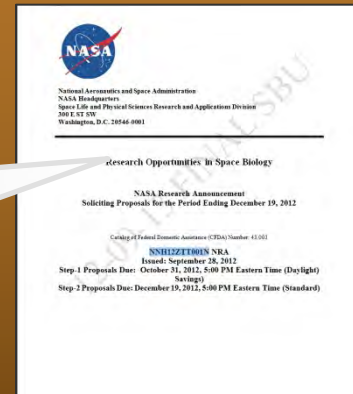 NASA
National Aeronautics and Space Administration
NASA Headquarters
Space Life and Physical Sciences Research and Applications Division
300 E ST SW
Washington, D.C. 20546-0001
Research Opportunities in Space Biology
NASA Research Announcement
Soliciting Proposals for the Period Ending December 19, 2012
Catalog of Federal Domestic Assistance (CFDA) Number: 43.003
NNH12ZTT001N NRA
Issued: September 28, 2012
Step-1 Proposals Due: October 31, 2012, 5:00 PM Eastern Time (Daylight)
Savings)
Step-2 Proposals Due: December 19, 2012, 5:00 PM Eastern Time (Standard)
FINAL SBU